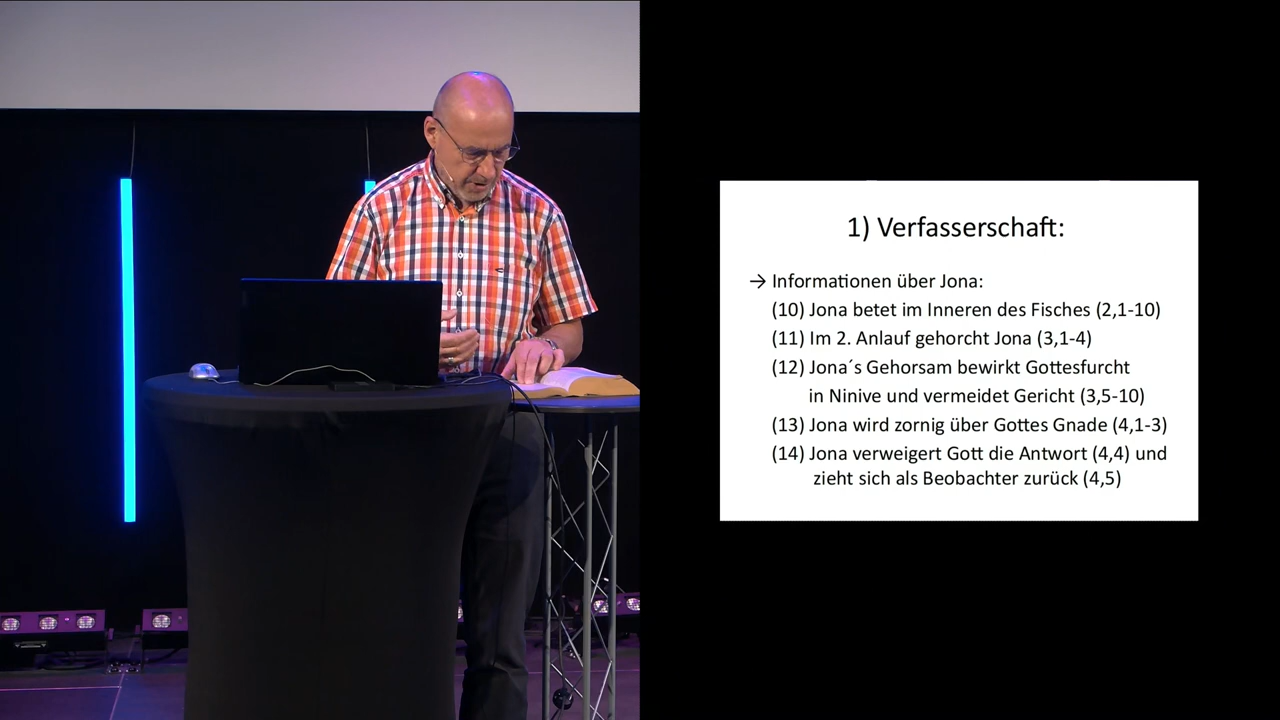 1) Verfasserschaft:
→ Informationen über Jona:
(10) Jona betet im Inneren des Fisches (2,1-10)
(11) Im 2. Anlauf gehorcht Jona (3,1-4)
(12) Jona´s Gehorsam bewirkt Gottesfurcht
in Ninive und vermeidet Gericht (3,5-10)
(13) Jona wird zornig über Gottes Gnade (4,1-3)
(14) Jona verweigert Gott die Antwort (4,4) und
zieht sich als Beobachter zurück (4,5)